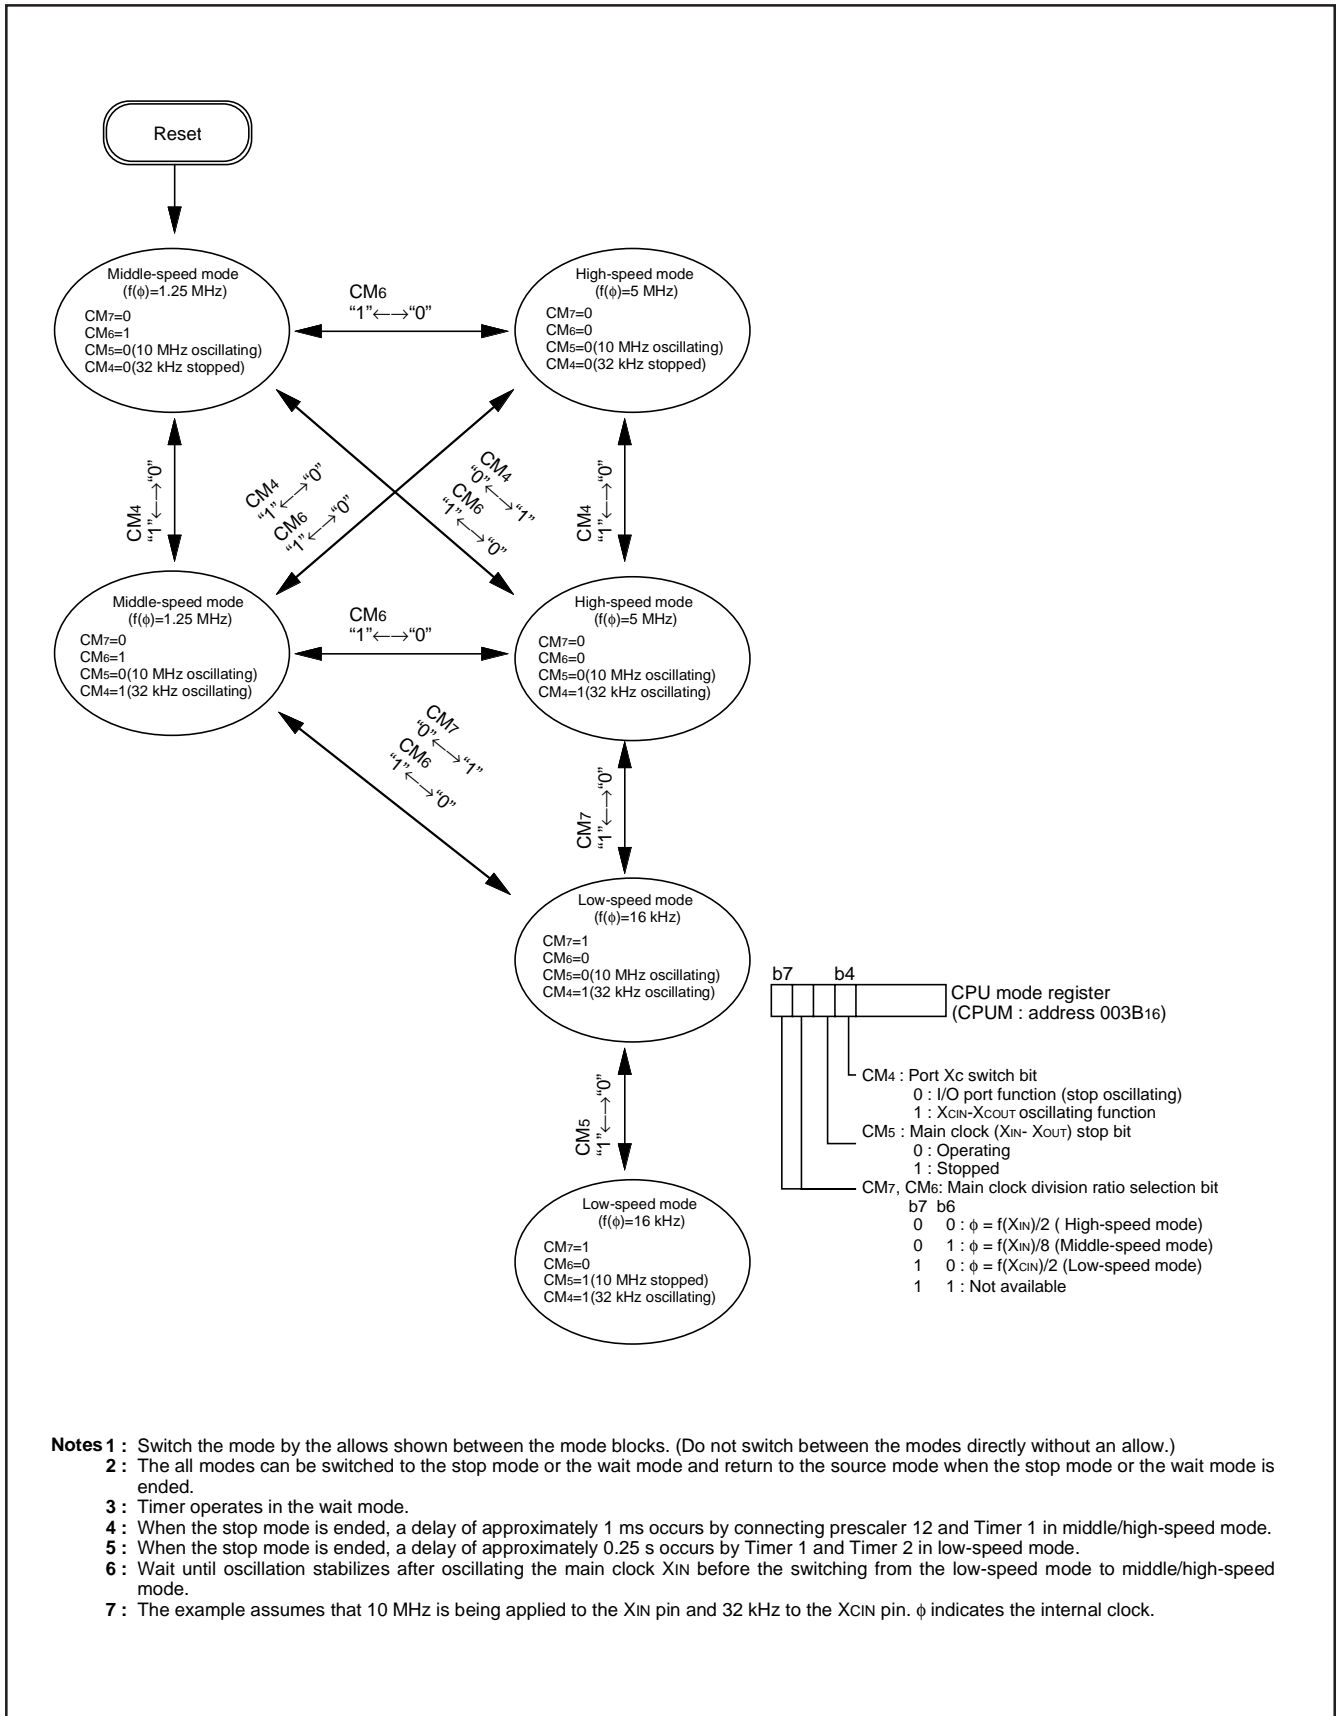 Reset
Middle-speed mode
(f(ϕ)=1.25 MHz)
CM7=0
CM6=1
CM5=0(10 MHz oscillating)
CM4=0(32 kHz stopped)
CM6
“1”←→“0”
High-speed mode
(f(ϕ)=5 MHz)
CM7=0
CM6=0
CM5=0(10 MHz oscillating)
CM4=0(32 kHz stopped)
CM4
“1”←→“0”
CM4
“1”←→“0”
CM6
“1”←→“0”
CM4
“0”←→“1”
CM6
“1”←→“0”
CM4
“1”←→“0”
Middle-speed mode
(f(ϕ)=1.25 MHz)
CM7=0
CM6=1
CM5=0(10 MHz oscillating)
CM4=1(32 kHz oscillating)
CM6
“1”←→“0”
High-speed mode
(f(ϕ)=5 MHz)
CM7=0
CM6=0
CM5=0(10 MHz oscillating)
CM4=1(32 kHz oscillating)
CM7
“0”←→“1”
CM6
“1”←→“0”
CM7
“1”←→“0”
Low-speed mode
(f(ϕ)=16 kHz)
CM7=1
CM6=0
CM5=0(10 MHz oscillating)
CM4=1(32 kHz oscillating)
CM5
“1”←→“0”
Low-speed mode
(f(ϕ)=16 kHz)
CM7=1
CM6=0
CM5=1(10 MHz stopped)
CM4=1(32 kHz oscillating)
b7 b4
CPU mode register
(CPUM : address 003B16)
CM4 : Port Xc switch bit
0 : I/O port function (stop oscillating)
1 : XCIN-XCOUT oscillating function
CM5 : Main clock (XIN- XOUT) stop bit
0 : Operating
1 : Stopped
CM7, CM6: Main clock division ratio selection bit
b7 b6
0 0 : ϕ = f(XIN)/2 ( High-speed mode)
0 1 : ϕ = f(XIN)/8 (Middle-speed mode)
1 0 : ϕ = f(XCIN)/2 (Low-speed mode)
1 1 : Not available
Notes 1 : Switch the mode by the allows shown between the mode blocks. (Do not switch between the modes directly without an allow.)
2 : The all modes can be switched to the stop mode or the wait mode and return to the source mode when the stop mode or the wait mode is
ended.
3 : Timer operates in the wait mode.
4 : When the stop mode is ended, a delay of approximately 1 ms occurs by connecting prescaler 12 and Timer 1 in middle/high-speed mode.
5 : When the stop mode is ended, a delay of approximately 0.25 s occurs by Timer 1 and Timer 2 in low-speed mode.
6 : Wait until oscillation stabilizes after oscillating the main clock XIN before the switching from the low-speed mode to middle/high-speed
mode.
7 : The example assumes that 10 MHz is being applied to the XIN pin and 32 kHz to the XCIN pin. ϕ indicates the internal clock.